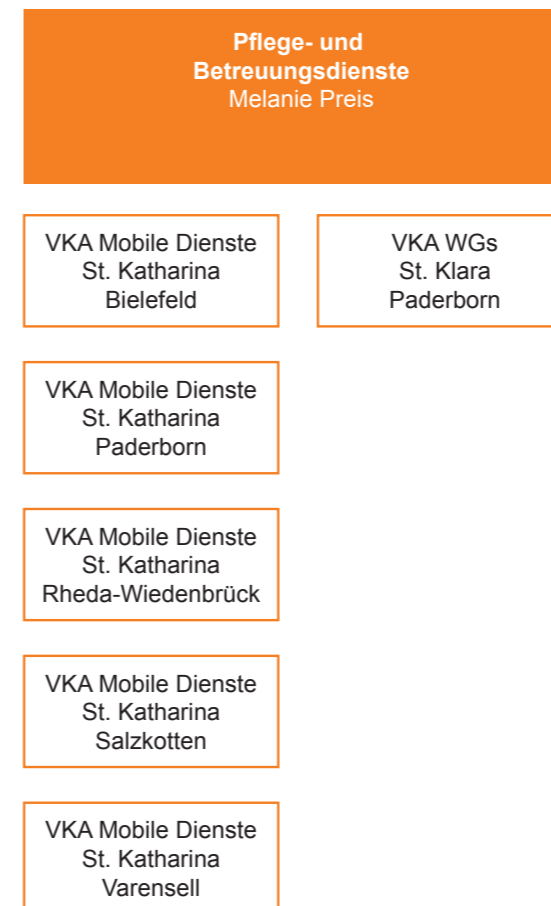 Pflege- und
Betreuungsdienste
Melanie Preis
VKA Mobile Dienste
St. Katharina
Bielefeld
VKA WGs
St. Klara
Paderborn
VKA Mobile Dienste
St. Katharina
Paderborn
VKA Mobile Dienste
St. Katharina
Rheda-Wiedenbrück
VKA Mobile Dienste
St. Katharina
Salzkotten
VKA Mobile Dienste
St. Katharina
Varensell